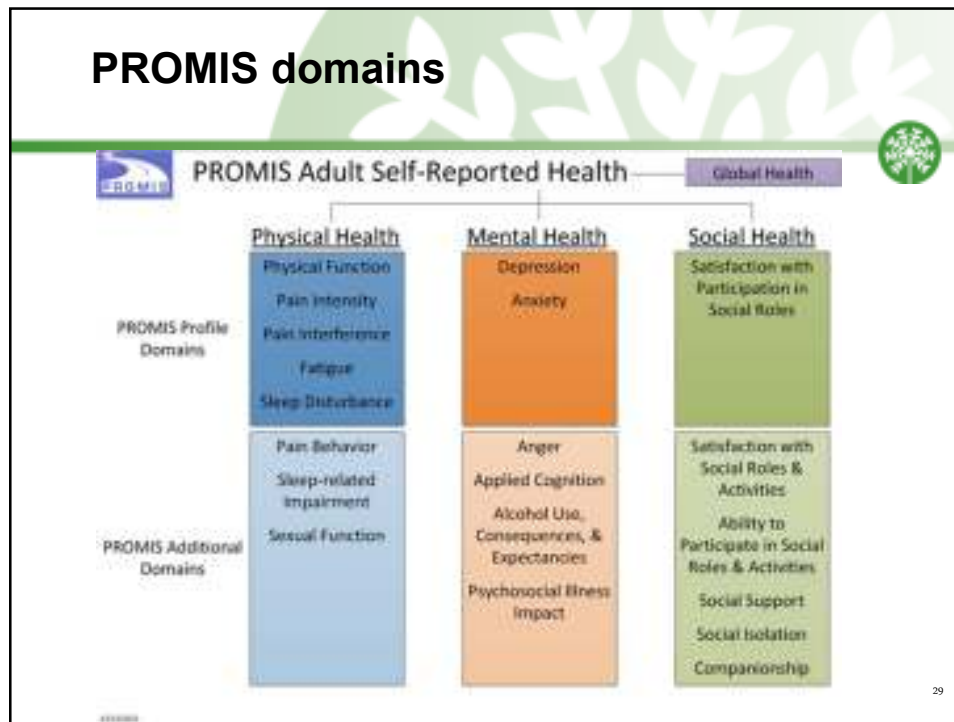 PROMIS domains
PROMIS
PROMIS Adult Self-Reported Health
Global Health
Physical Health
Mental Health
Social Health
PROMIS Profile
Domains
Physical Function
Pain Intensity
Pain Interference
Fatigue
Sleep Disturbance
Depression
Anxiety
Satisfaction with
Participation in
Social Roles
PROMIS Additional
Domains
Pain Behavior
Sleep-related
Impairment
Sexual Function
Anger
Applied Cognition
Alcohol Use,
Consequences, &
Expectancies
Psychosocial Illness
Impact
Satisfaction with
Social Roles &
Activities
Ability to
Participate in Social
Roles & Activities
Social Support
Social Isolation
Companionship
29